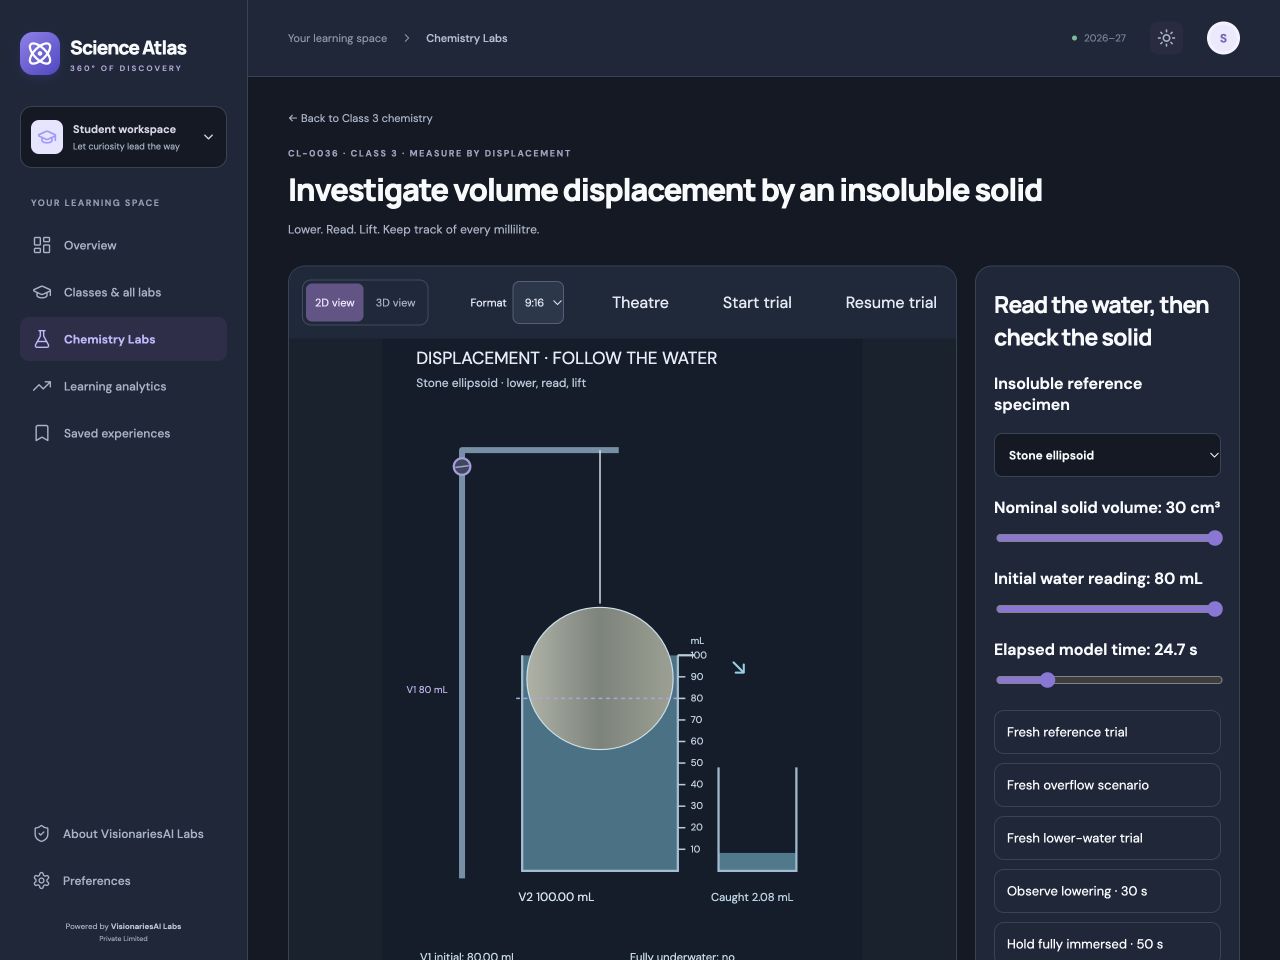 Science Atlas
360° OF DISCOVERY
Student workspace
Let curiosity lead the way
YOUR LEARNING SPACE
Overview
Classes & all labs
Chemistry Labs
Learning analytics
Saved experiences
About VisionariesAI Labs
Preferences
Powered by VisionariesAI Labs
Private Limited
Your learning space
Chemistry Labs
2026–27
S
← Back to Class 3 chemistry
CL-0036 · CLASS 3 · MEASURE BY DISPLACEMENT
Investigate volume displacement by an insoluble solid
Lower. Read. Lift. Keep track of every millilitre.
2D view
3D view
Format
9:16
Theatre
Start trial
Resume trial
DISPLACEMENT · FOLLOW THE WATER
Stone ellipsoid · lower, read, lift
V1 80 mL
mL
100
90
80
70
60
50
40
30
20
10
V2 100.00 mL
Caught 2.08 mL
V1 initial: 80.00 mL
Fully underwater: no
Read the water, then
check the solid
Insoluble reference
specimen
Stone ellipsoid
Nominal solid volume: 30 cm³
Initial water reading: 80 mL
Elapsed model time: 24.7 s
Fresh reference trial
Fresh overflow scenario
Fresh lower-water trial
Observe lowering · 30 s
Hold fully immersed · 50 s